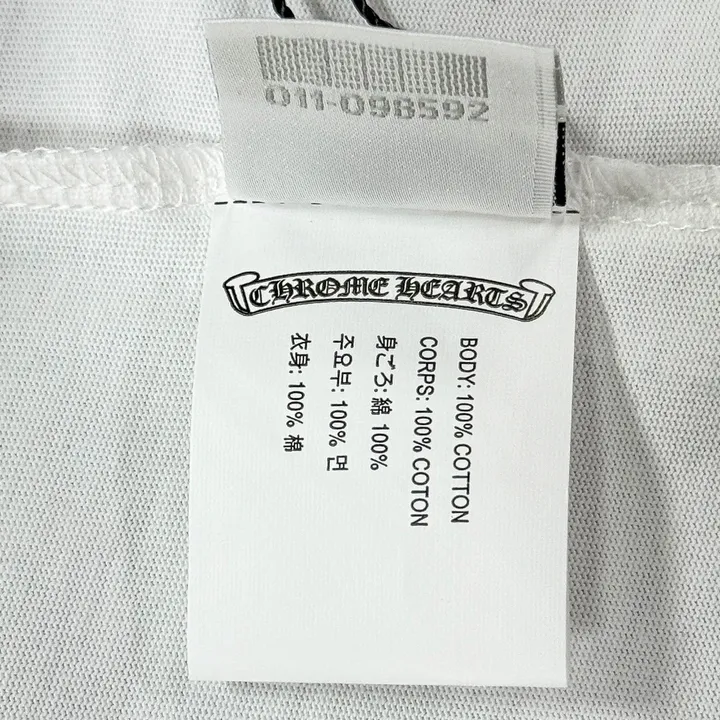 011-098592
CHROME HEARTS
BODY: 100% COTTON
CORPS: 100% COTON
身ごろ: 綿 100%
주요부: 100% 면
衣身: 100% 棉